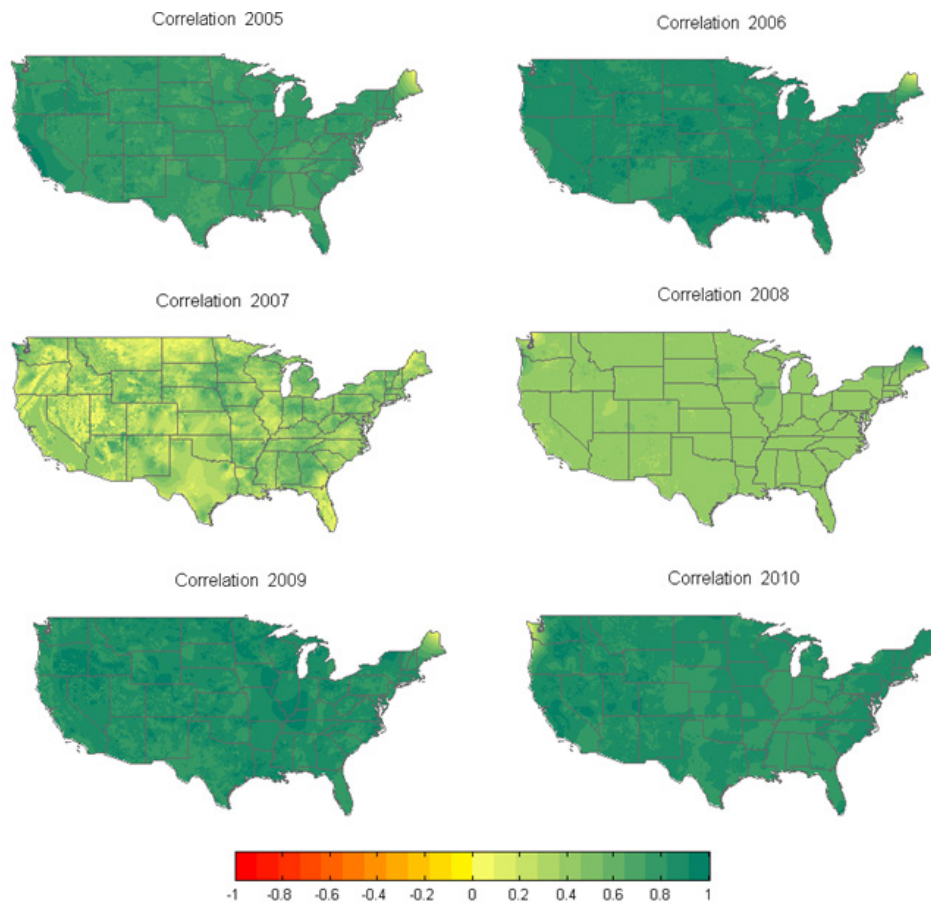 Correlation 2005
Correlation 2006
Correlation 2007
Correlation 2008
Correlation 2009
Correlation 2010
-1 -0.8 -0.6 -0.4 -0.2 0 0.2 0.4 0.6 0.8 1